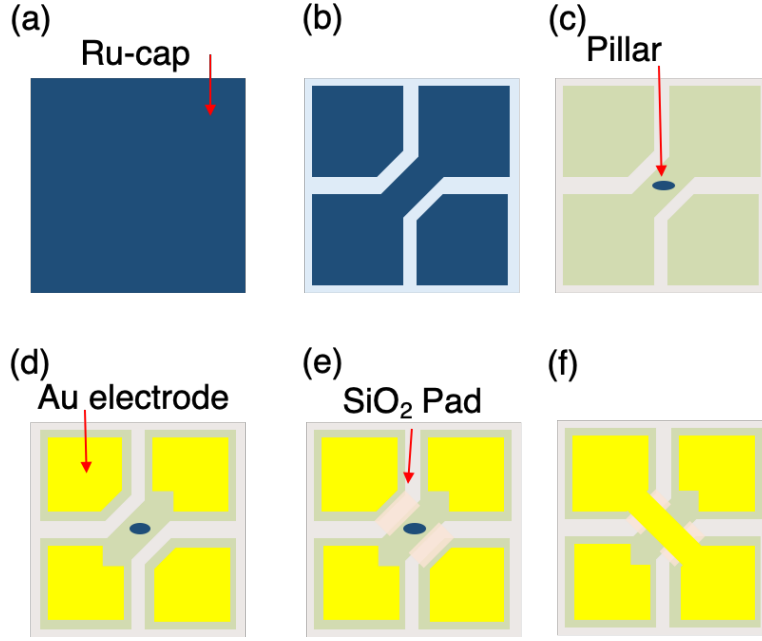 (a)
Ru-cap
(b)
(c)
Pillar
(d)
Au electrode
(e)
SiO₂ Pad
(f)